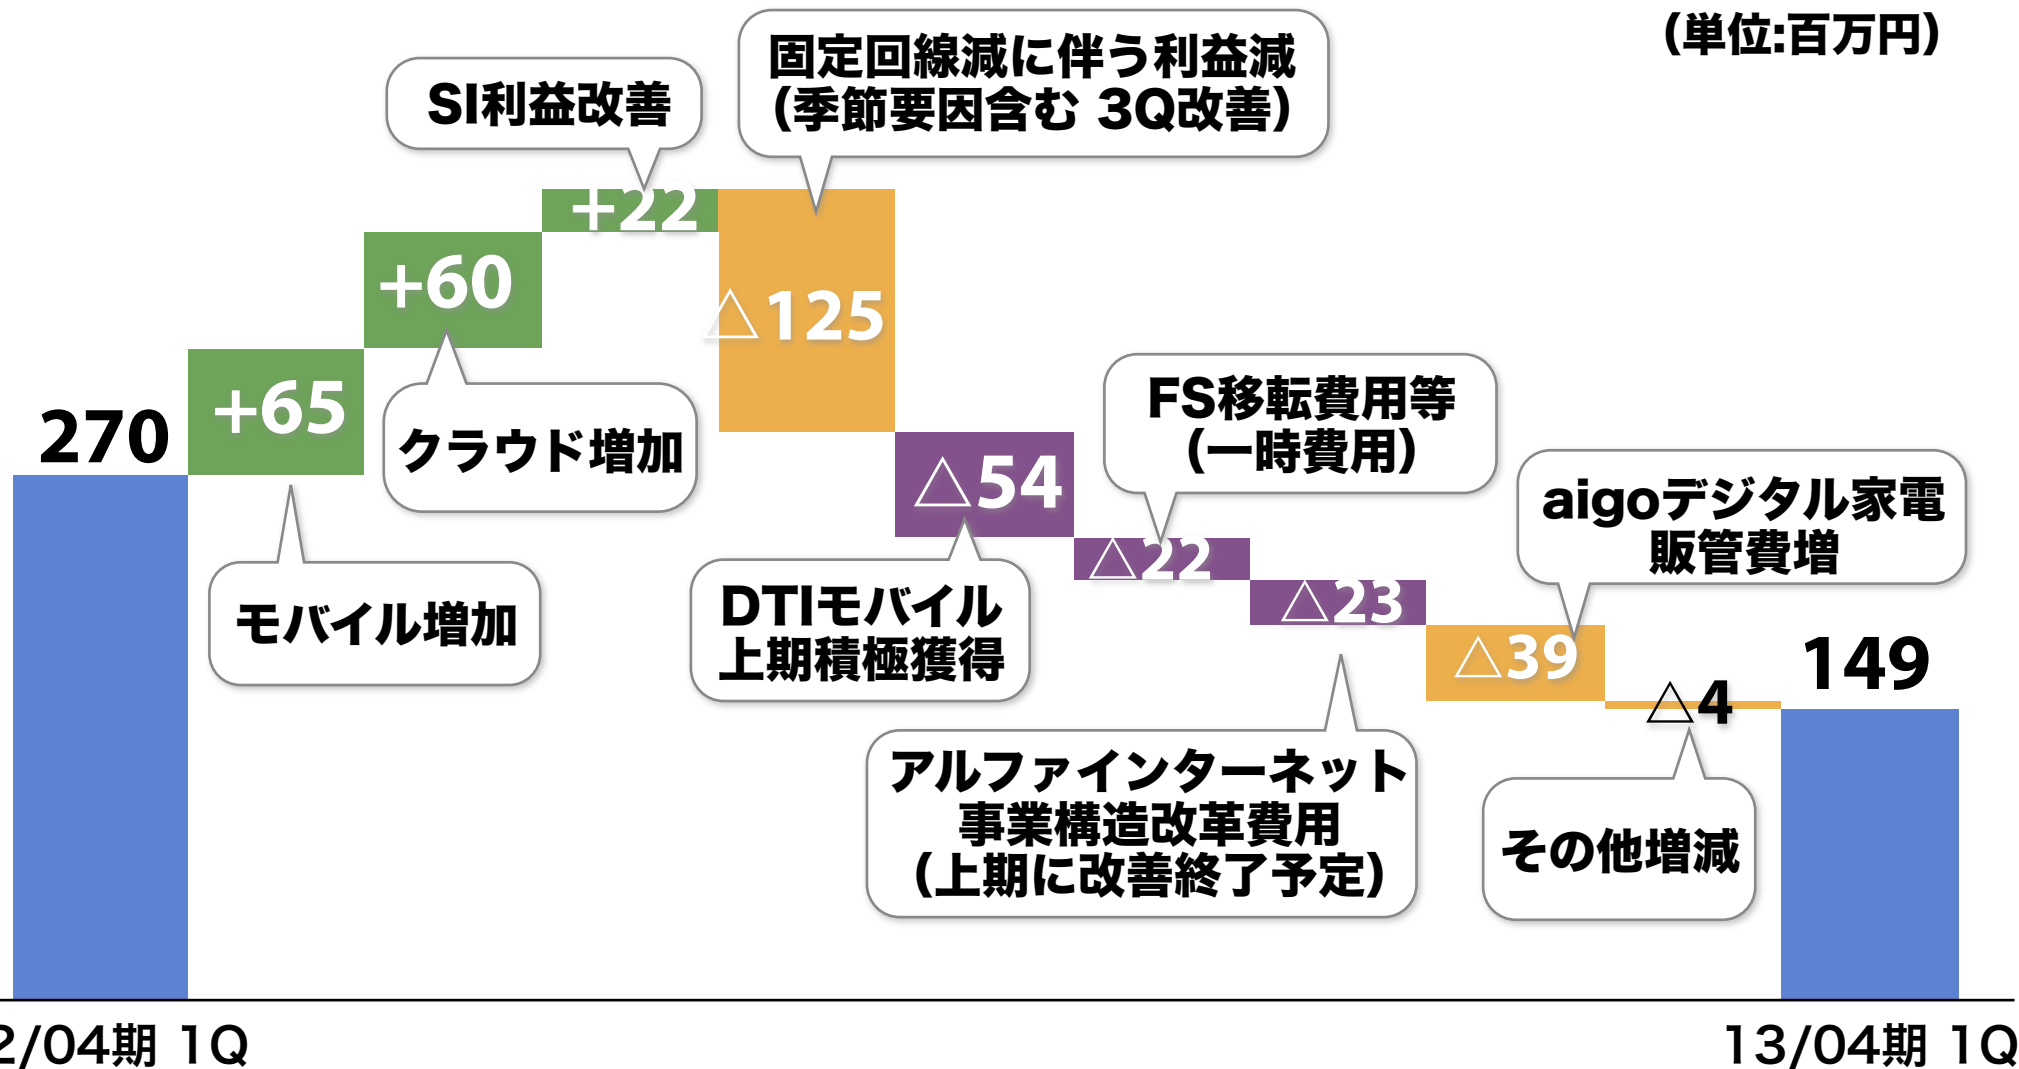 (単位:百万円)
固定回線減に伴う利益減
(季節要因含む 3Q改善)
SI利益改善
+22
+60
△125
+65
270
クラウド増加
モバイル増加
△54
DTIモバイル
上期積極獲得
FS移転費用等
(一時費用)
△22
△23
アルファインターネット
事業構造改革費用
(上期に改善終了予定)
aigoデジタル家電
販管費増
△39
△4
その他増減
149
2/04期 1Q
13/04期 1Q